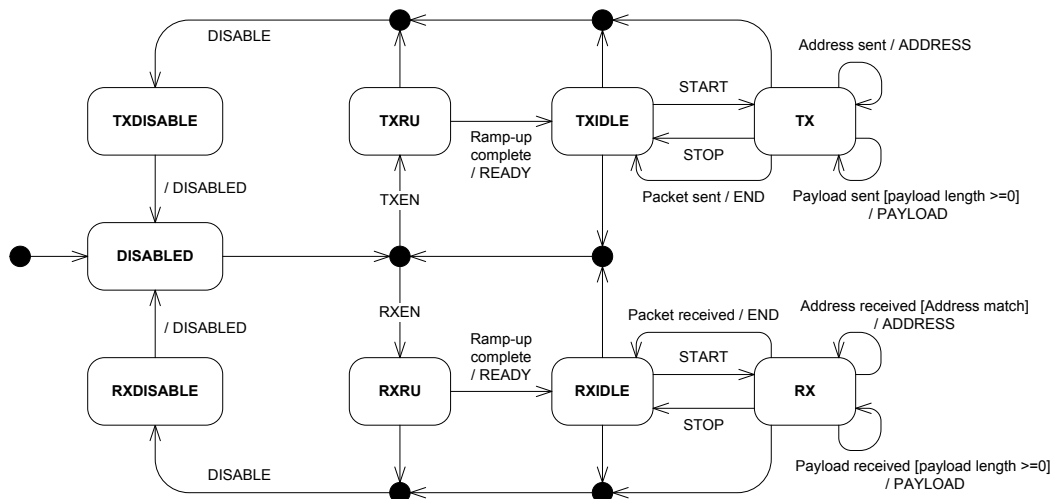 DISABLE
Address sent / ADDRESS
TXDISABLE
TXRU
Ramp-up
complete
/ READY
TXIDLE
START
STOP
TX
Packet sent / END
Payload sent [payload length >=0]
/ PAYLOAD
/ DISABLED
TXEN
DISABLED
RXEN
/ DISABLED
Packet received / END
Address received [Address match]
/ ADDRESS
RXDISABLE
RXRU
Ramp-up
complete
/ READY
RXIDLE
START
STOP
RX
DISABLE
Payload received [payload length >=0]
/ PAYLOAD